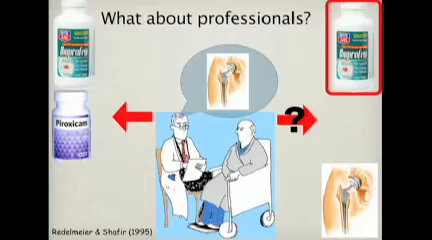 What about professionals?
Ibuprofen
Ibuprofen
Piroxicam
?
Redelmeier & Shafir (1995)